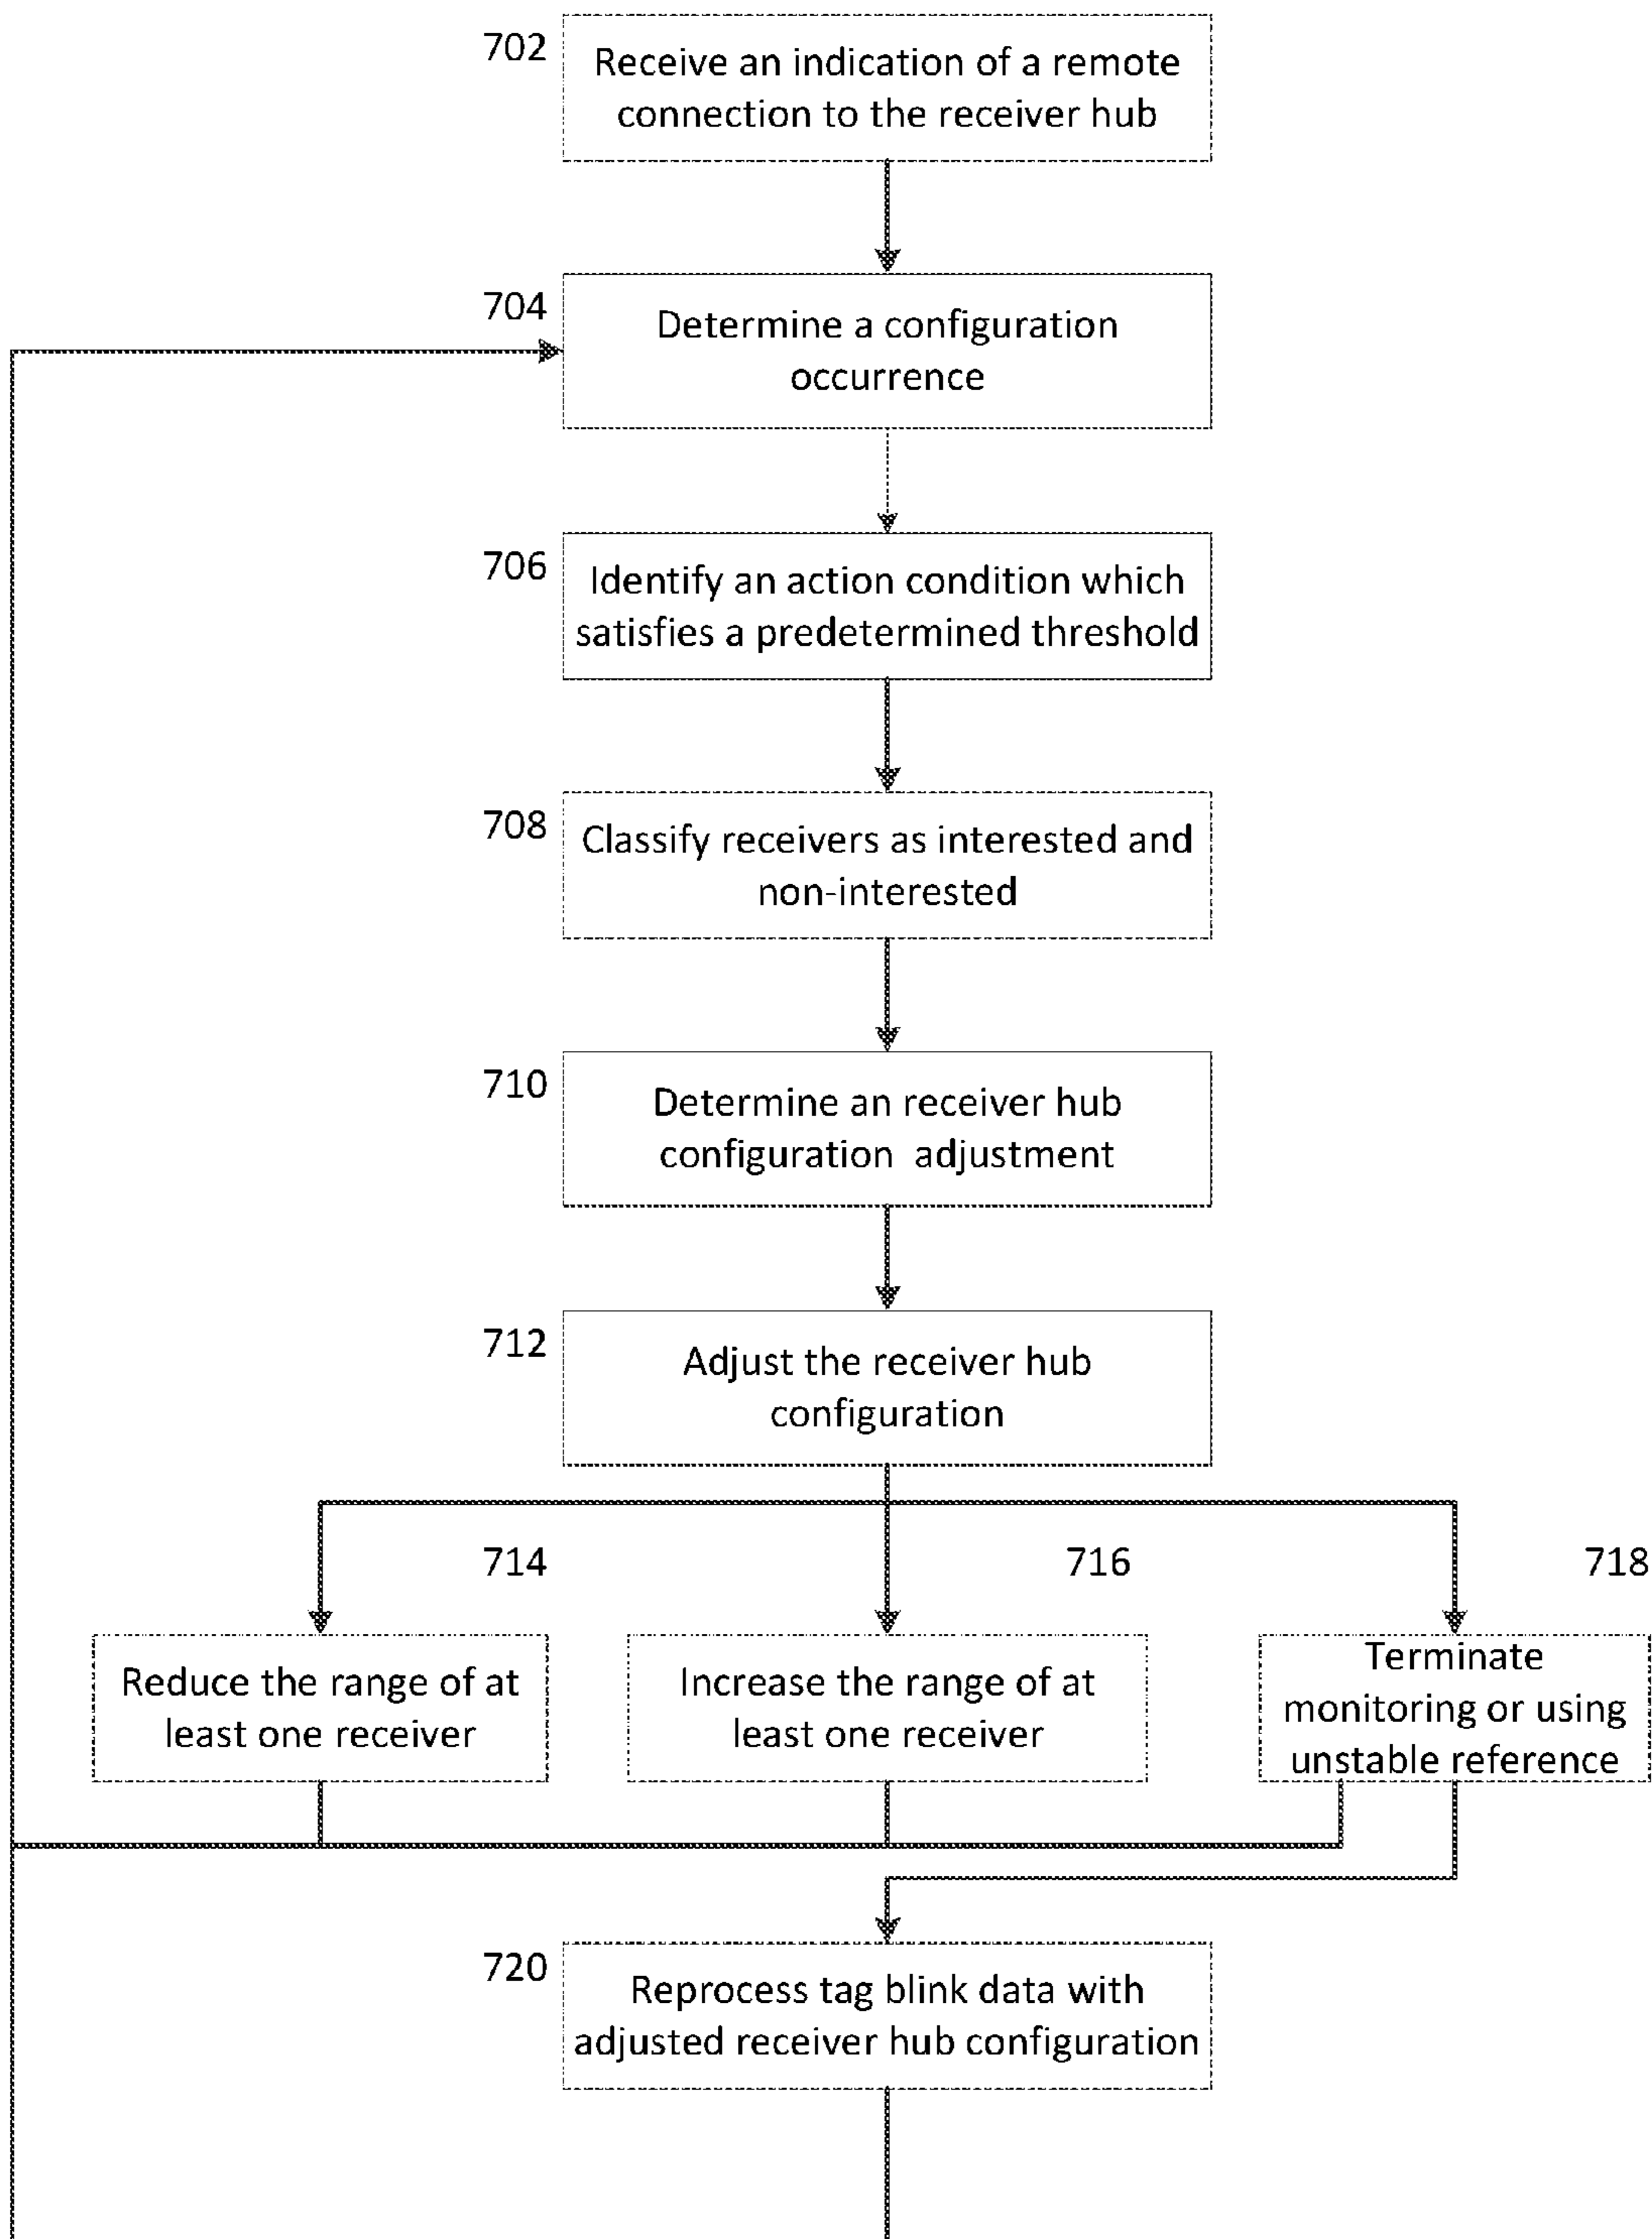 702
Receive an indication of a remote
connection to the receiver hub
704
Determine a configuration
occurrence
706
Identify an action condition which
satisfies a predetermined threshold
708
Classify receivers as interested and
non-interested
710
Determine an receiver hub
configuration  adjustment
712
Adjust the receiver hub
configuration
714
716
718
Reduce the range of at
least one receiver
Increase the range of at
least one receiver
Terminate
monitoring or using
unstable reference
720
Reprocess tag blink data with
adjusted receiver hub configuration